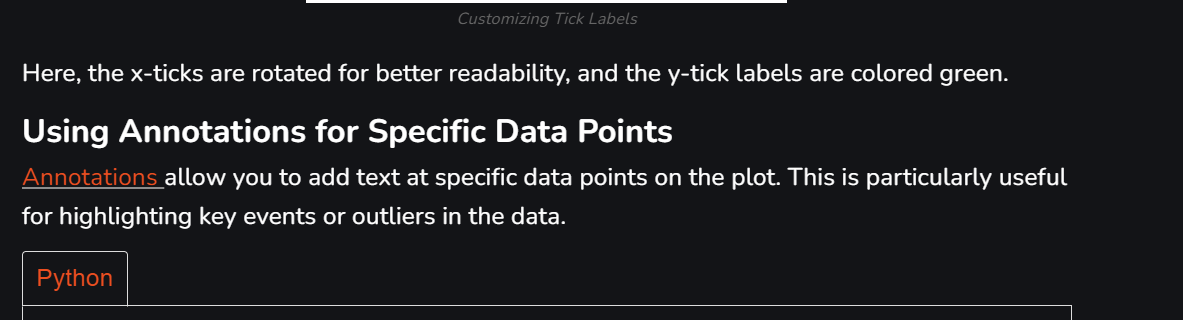 Customizing Tick Labels
Here, the x-ticks are rotated for better readability, and the y-tick labels are colored green.
Using Annotations for Specific Data Points
Annotations allow you to add text at specific data points on the plot. This is particularly useful
for highlighting key events or outliers in the data.
Python